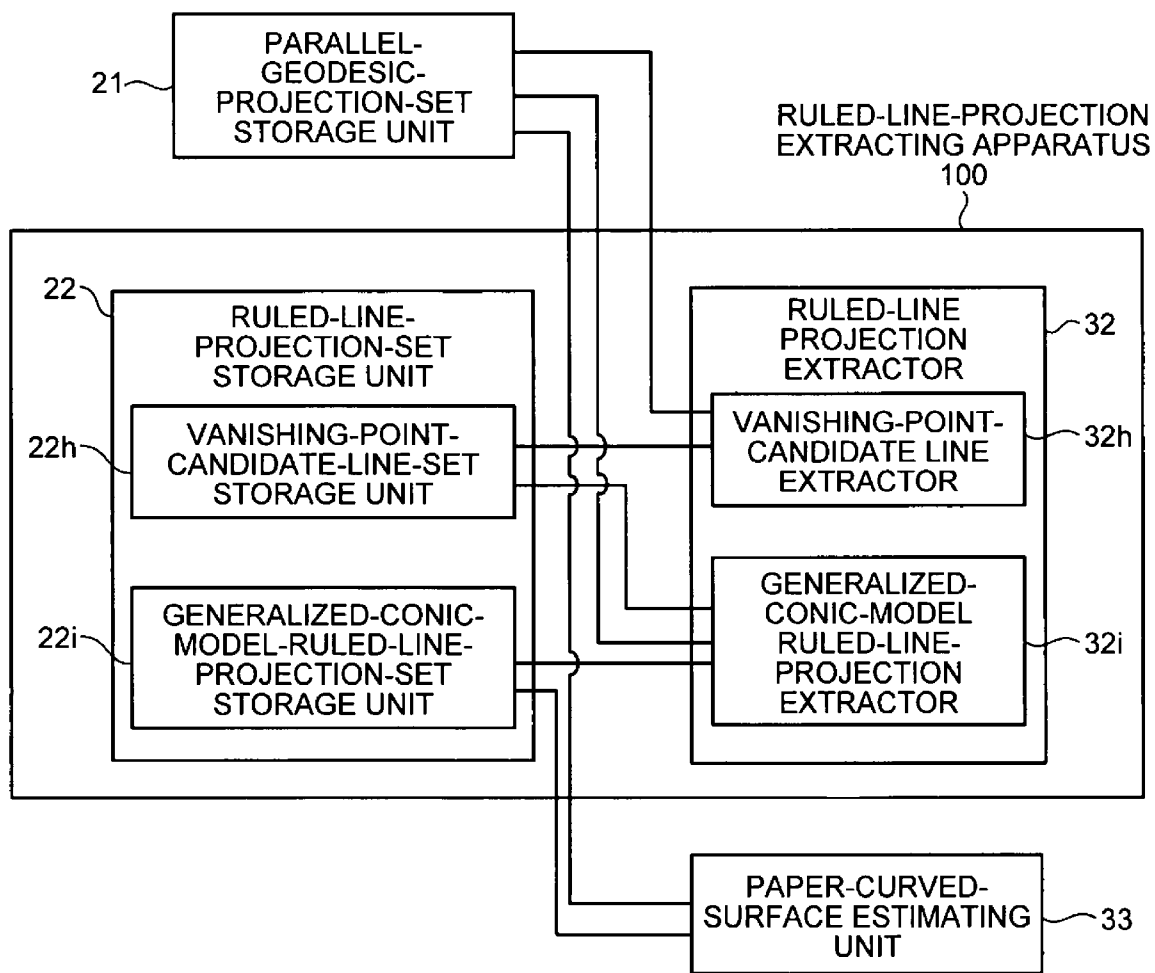 PARALLEL-
GEODESIC-
PROJECTION-SET
STORAGE UNIT
21
RULED-LINE-PROJECTION
EXTRACTING APPARATUS
100
22
RULED-LINE-
PROJECTION-SET
STORAGE UNIT
RULED-LINE
PROJECTION
EXTRACTOR
32
22h
VANISHING-POINT-
CANDIDATE-LINE-SET
STORAGE UNIT
VANISHING-POINT-
CANDIDATE LINE
EXTRACTOR
32h
22i
GENERALIZED-CONIC-
MODEL-RULED-LINE-
PROJECTION-SET
STORAGE UNIT
GENERALIZED-
CONIC-MODEL
RULED-LINE-
PROJECTION
EXTRACTOR
32i
PAPER-CURVED-
SURFACE ESTIMATING
UNIT
33